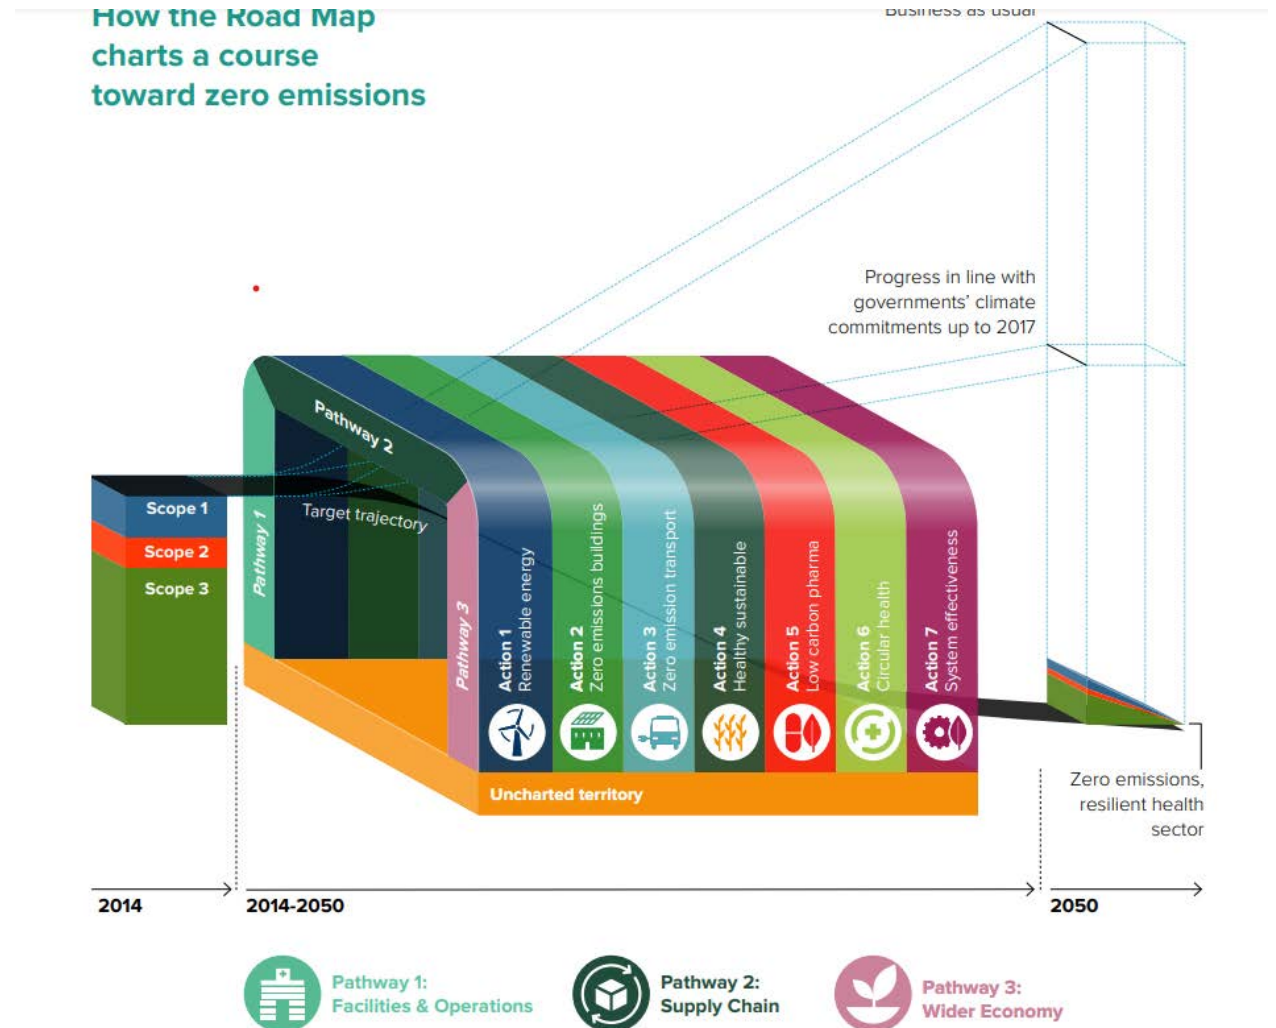 How the Road Map
charts a course
toward zero emissions
Business as usual
Progress in line with
governments’ climate
commitments up to 2017
Pathway 2
Pathway 1
Target trajectory
Pathway 3
Scope 1
Scope 2
Scope 3
Action 1
Renewable energy
Action 2
Zero emissions buildings
Action 3
Zero emission transport
Action 4
Healthy sustainable
Action 5
Low carbon pharma
Action 6
Circular health
Action 7
System effectiveness
Uncharted territory
Zero emissions,
resilient health
sector
2014
2014-2050
2050
Pathway 1:
Facilities & Operations
Pathway 2:
Supply Chain
Pathway 3:
Wider Economy